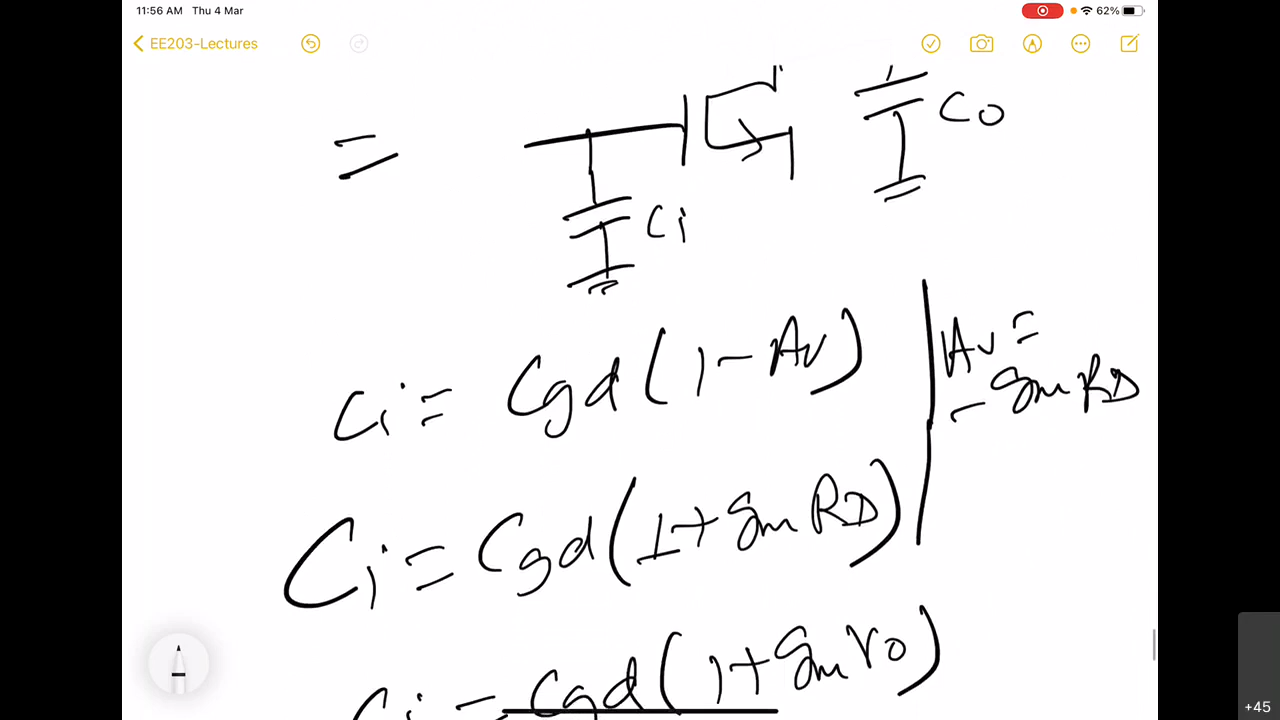 11:56 AM Thu 4 Mar
62%
EE203-Lectures
=
Co
Ci
Ci = Cgd (1 - Av)
Av =
- gm RD
Ci = Cgd (1 + gm RD)
Ci = Cgd (1 + gm ro)
+45